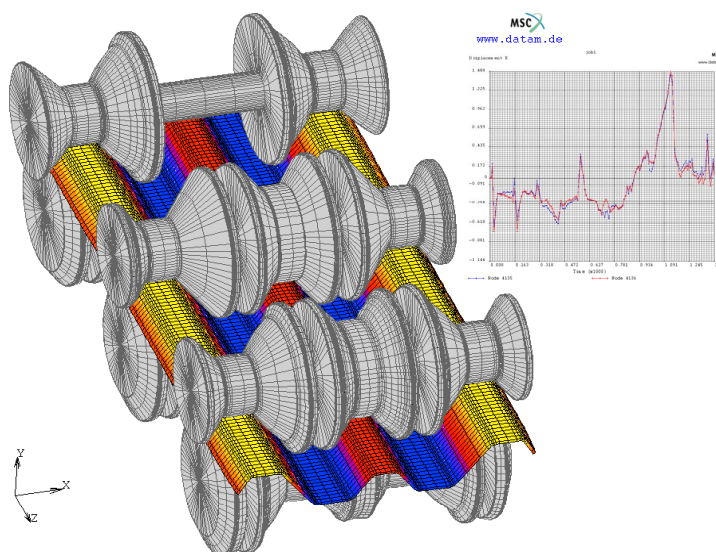 MSC X
www.datam.de
job1
Displacement X
1.488
1.225
0.962
0.699
0.435
0.172
-0.091
-0.618
-0.881
-1.144
0.000 0.163 0.318 0.472 0.627 0.782 0.936 1.091 1.245
Time (x1000)
Node 4135 Node 4136
Y
X
Z